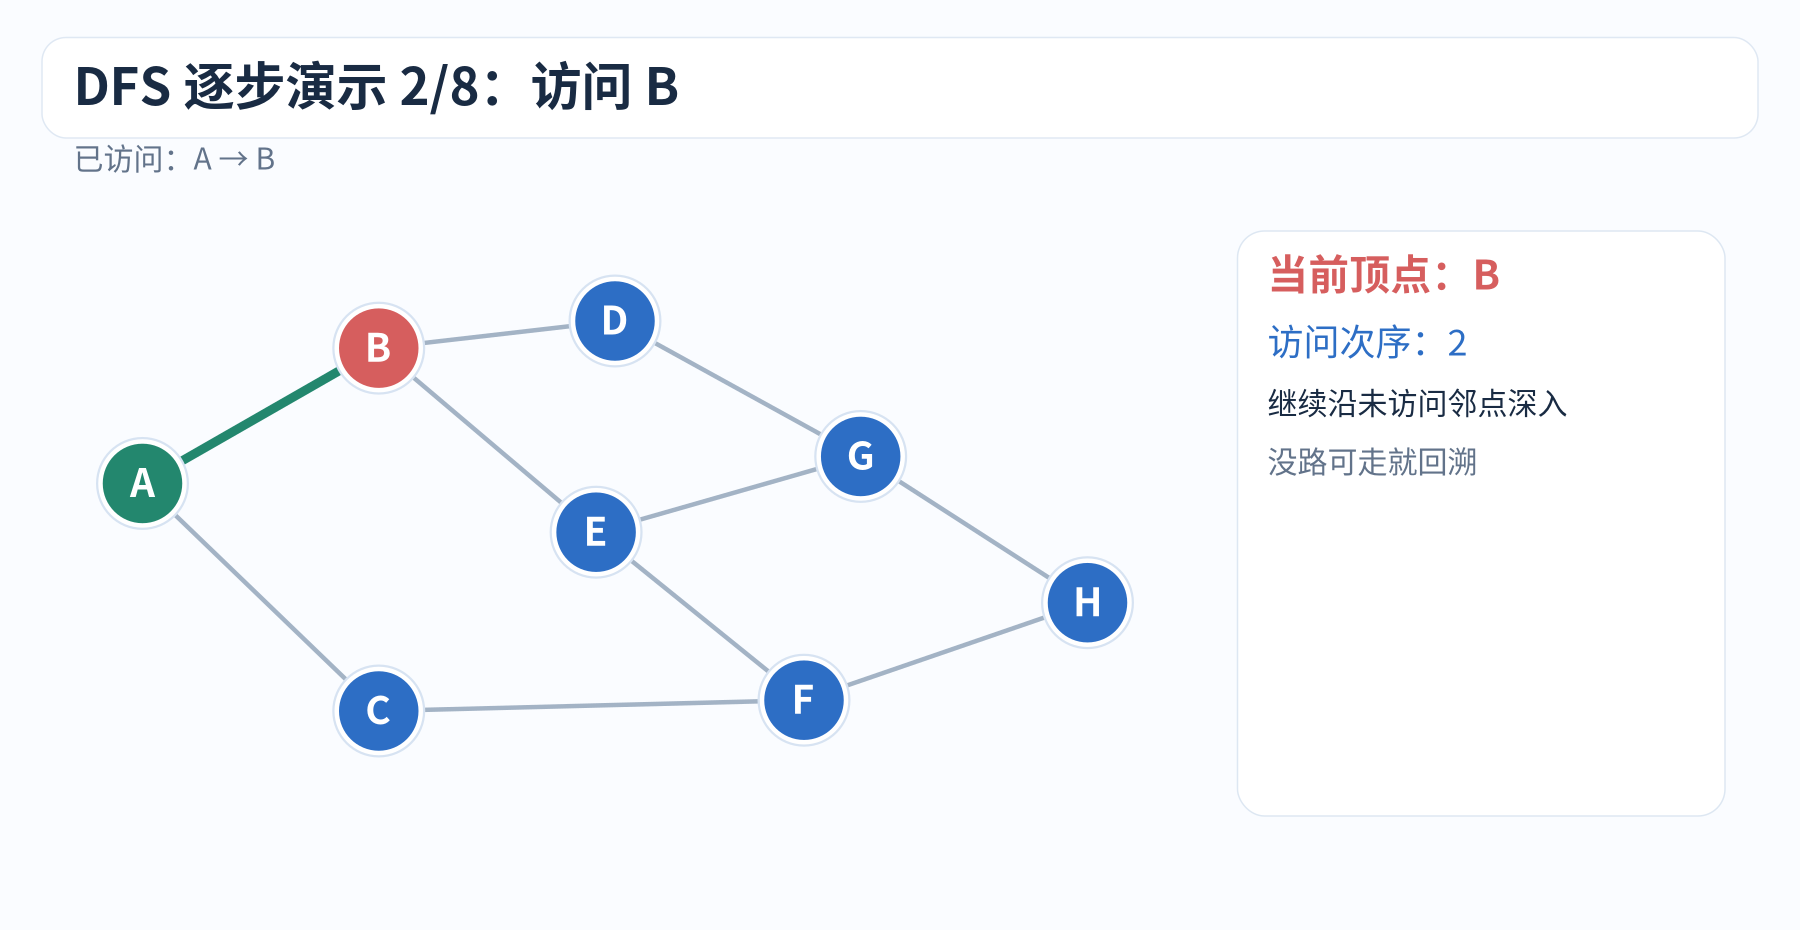 DFS 逐步演示 2/8：访问 B
已访问：A → B
当前顶点：B
访问次序：2
继续沿未访问邻点深入
没路可走就回溯
D
B
G
A
E
H
F
C